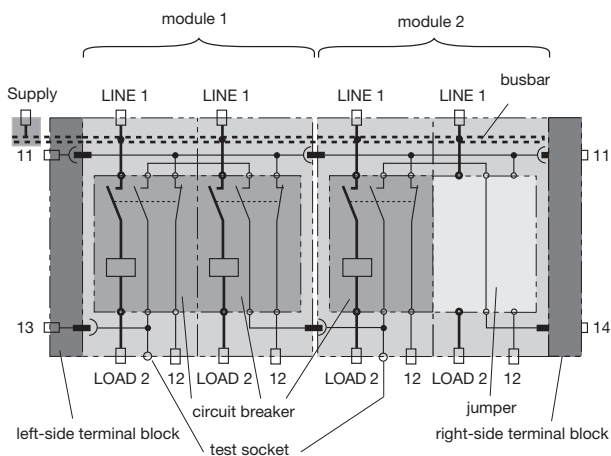 module 1
module 2
busbar
Supply
LINE 1
LINE 1
LINE 1
LINE 1
11
11
13
14
LOAD 2
12
LOAD 2
12
LOAD 2
12
LOAD 2
12
circuit breaker
jumper
left-side terminal block
test socket
right-side terminal block